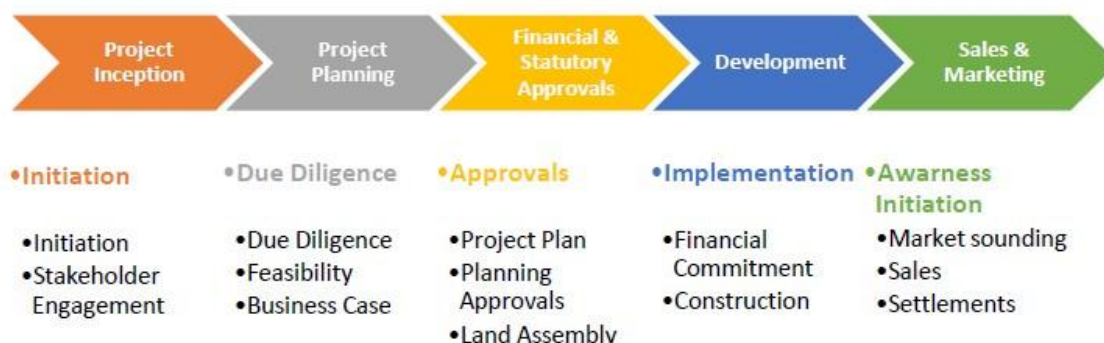 Project
Inception
Project
Planning
Financial &
Statutory
Approvals
Development
Sales &
Marketing
•Initiation
•Initiation
•Stakeholder
Engagement
•Due Diligence
•Due Diligence
•Feasibility
•Business Case
•Approvals
•Project Plan
•Planning
Approvals
•Land Assembly
•Implementation
•Financial
Commitment
•Construction
•Awarness
Initiation
•Market sounding
•Sales
•Settlements